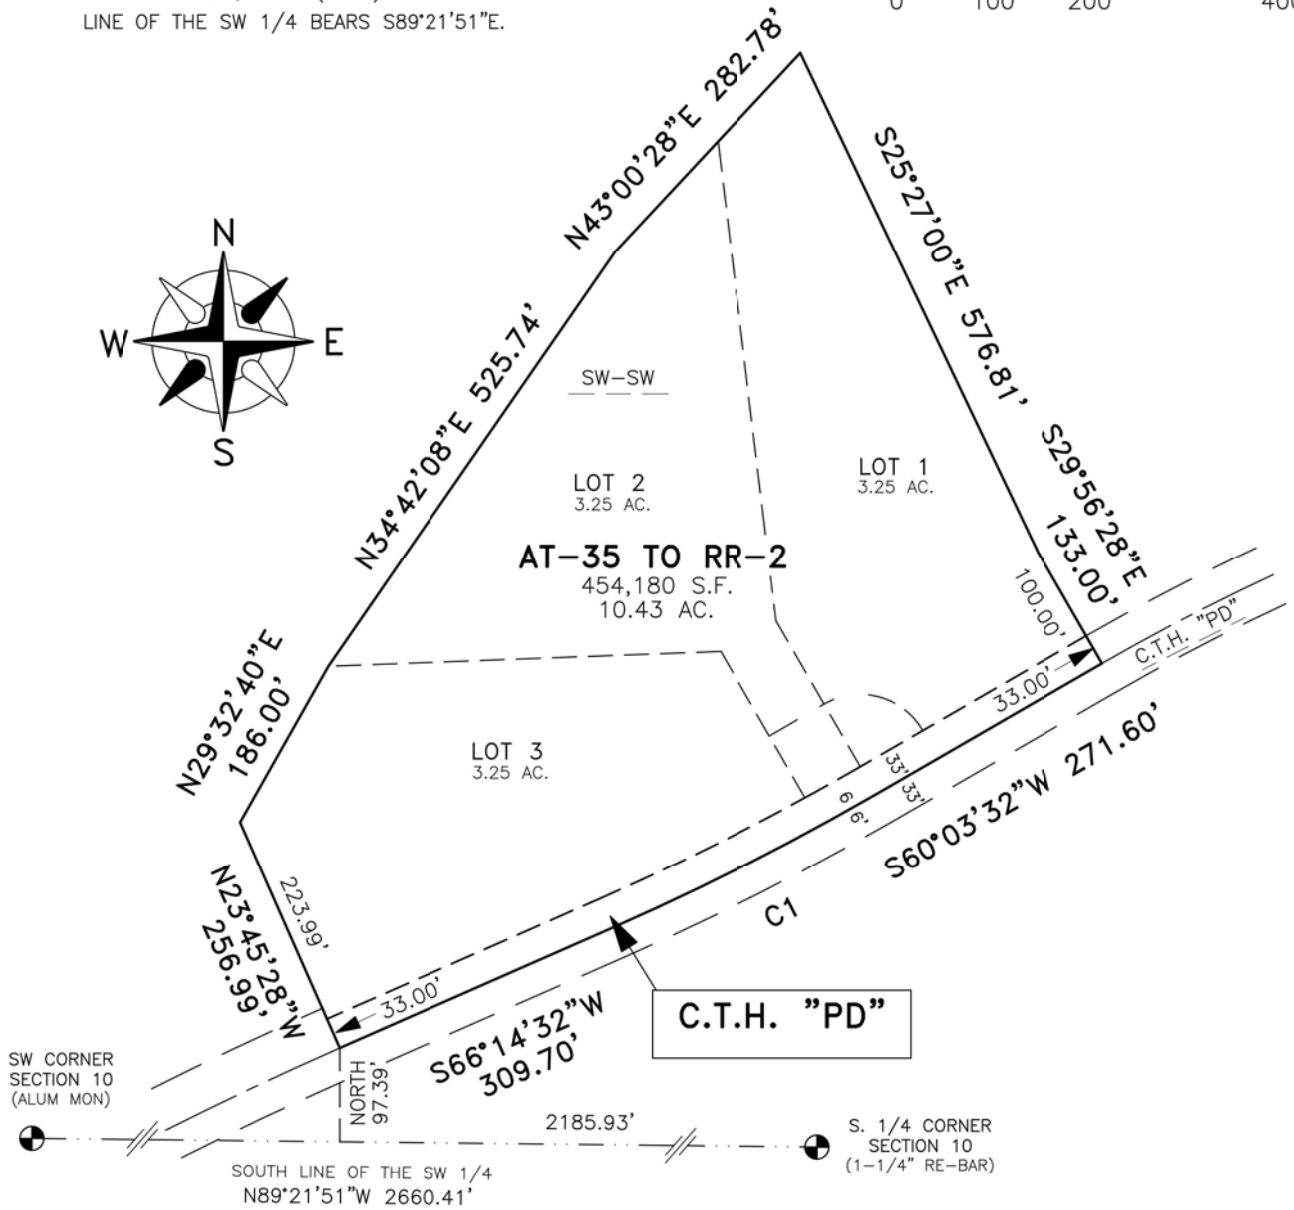 LINE OF THE SW 1/4 BEARS S89°21'51"E.
0 100 200 400
N43°00'28"E 282.78'
S25°27'00"E 576.81'
N
W E
S
N34°42'08"E 525.74'
SW-SW
LOT 2
3.25 AC.
LOT 1
3.25 AC.
S29°56'28"E
133.00'
AT-35 TO RR-2
454,180 S.F.
10.43 AC.
100.00'
C.T.H. "PD"
N29°32'40"E
186.00'
33.00'
LOT 3
3.25 AC.
33' 33'
6' 6'
S60°03'32"W 271.60'
N23°45'28"W
256.99'
223.99'
C1
33.00'
C.T.H. "PD"
S66°14'32"W
309.70'
SW CORNER
SECTION 10
(ALUM MON)
NORTH
97.39'
2185.93'
S. 1/4 CORNER
SECTION 10
(1-1/4" RE-BAR)
SOUTH LINE OF THE SW 1/4
N89°21'51"W 2660.41'